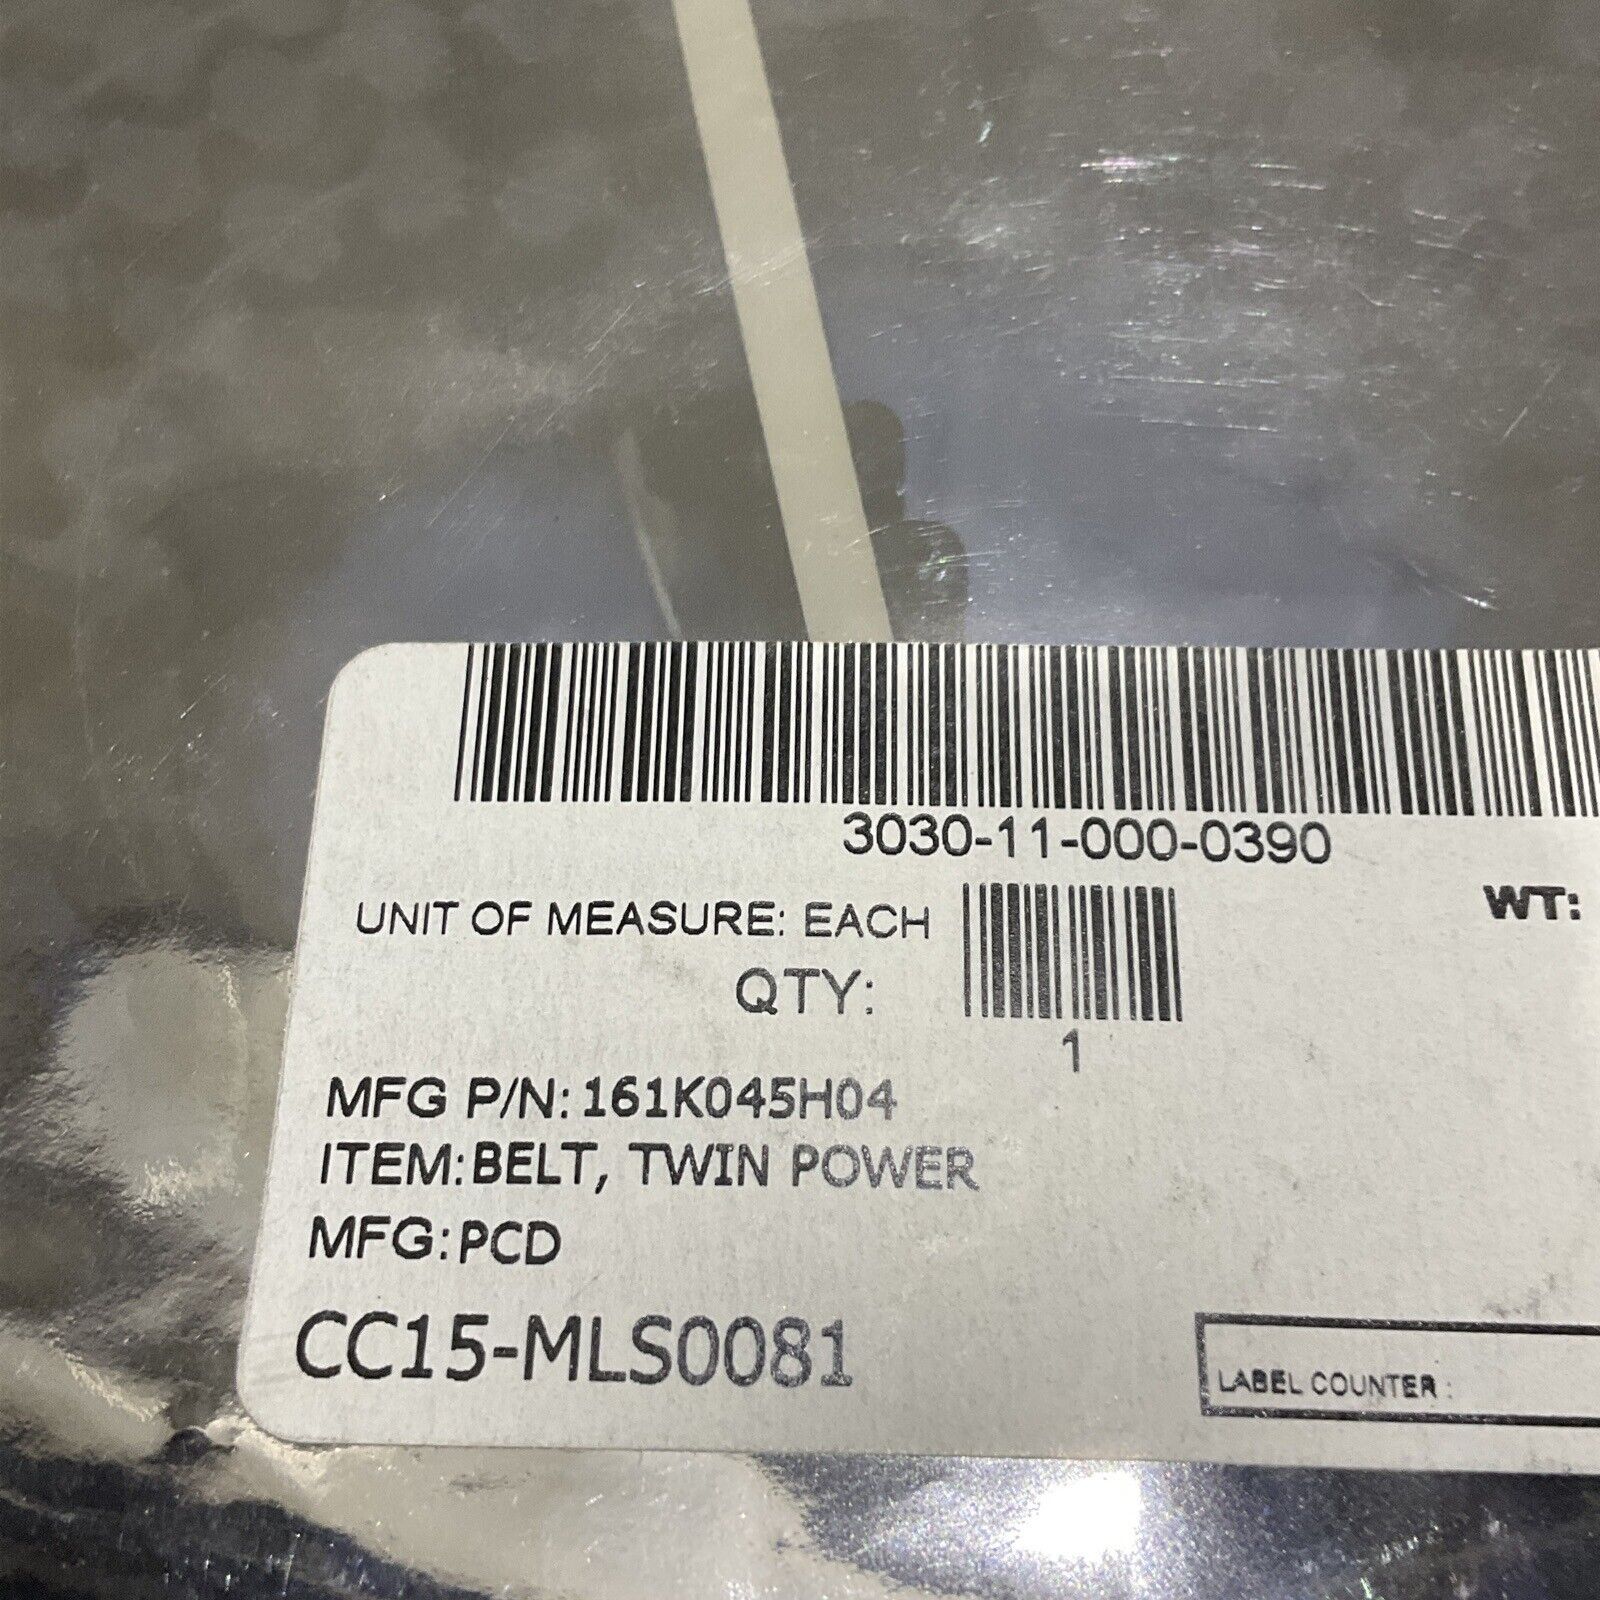 3030-11-000-0390
UNIT OF MEASURE: EACH
WT:
QTY:
1
MFG P/N: 161K045H04
ITEM: BELT, TWIN POWER
MFG: PCD
CC15-MLS0081
LABEL COUNTER :